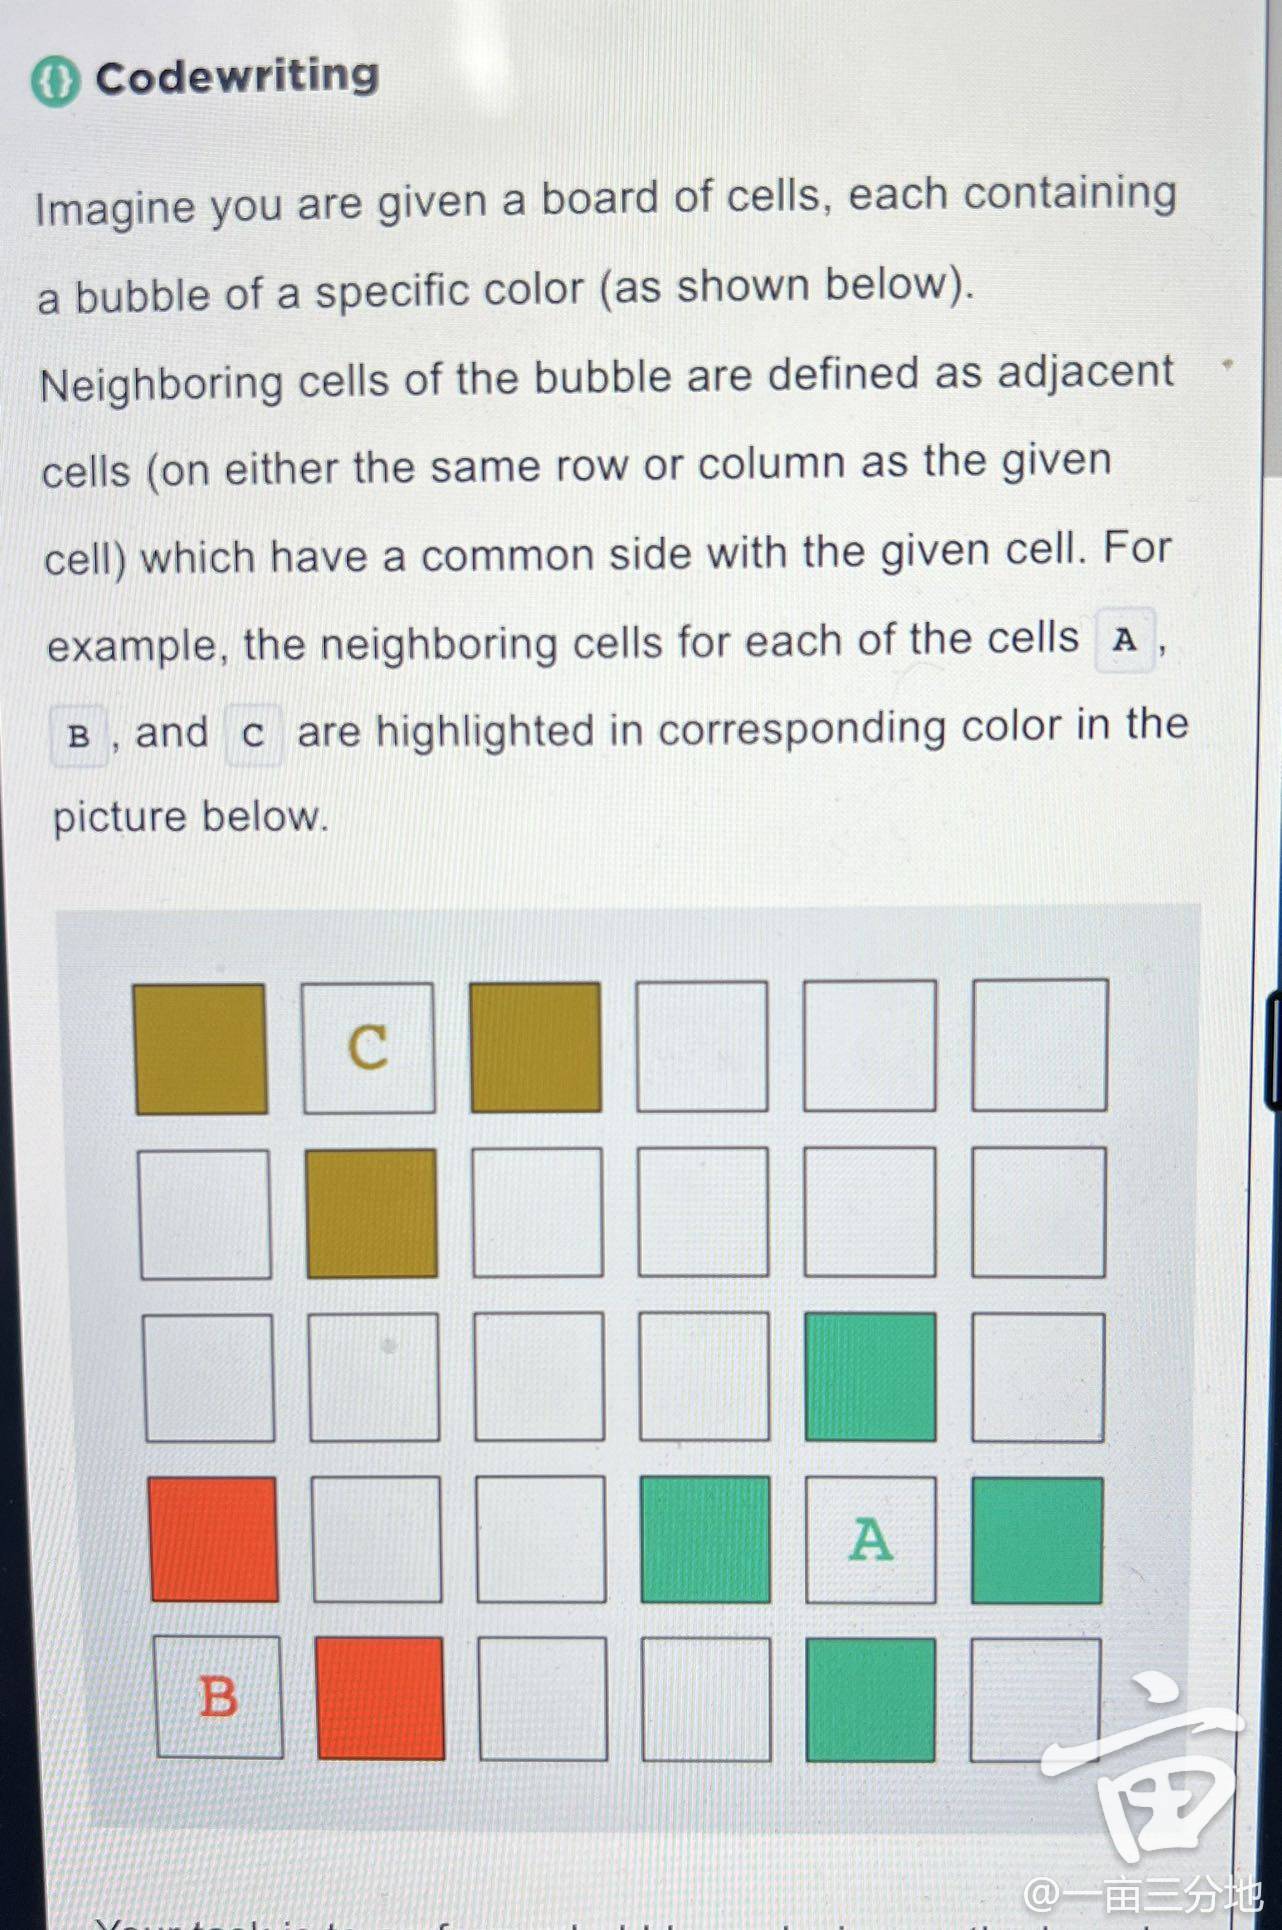 {} Codewriting
Imagine you are given a board of cells, each containing
a bubble of a specific color (as shown below).
Neighboring cells of the bubble are defined as adjacent
cells (on either the same row or column as the given
cell) which have a common side with the given cell. For
example, the neighboring cells for each of the cells A ,
B , and C are highlighted in corresponding color in the
picture below.
C
A
B
亩
@一亩三分地